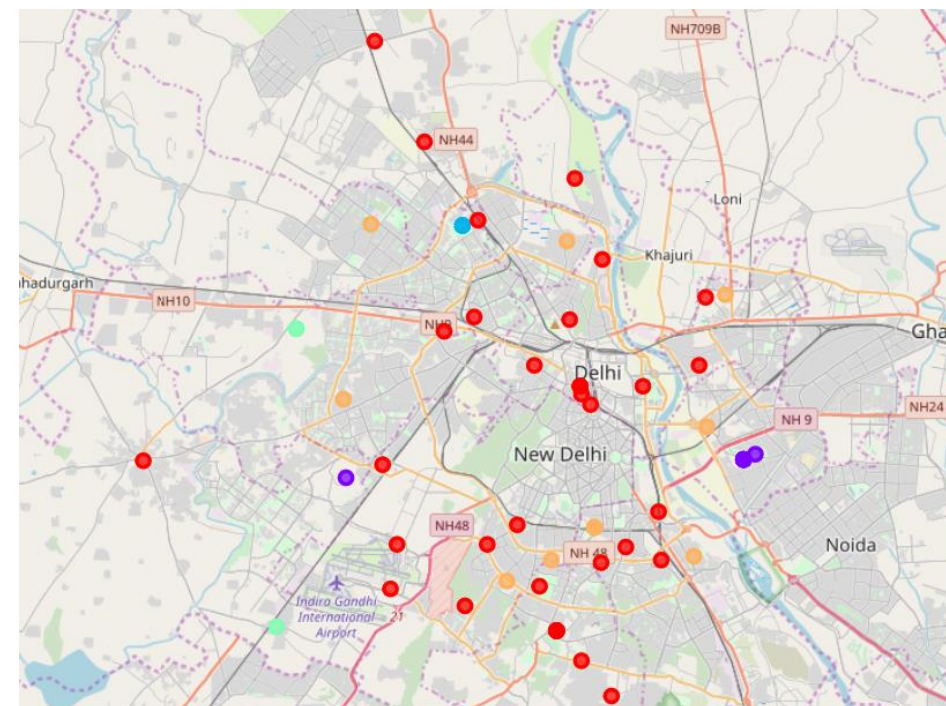 NH709B
NH44
Loni
Khajuri
hadurgarh
NH10
Gha
Delhi
NH24
NH 9
New Delhi
NH48
NH 48
Noida
Indira Gandhi
International
Airport
21